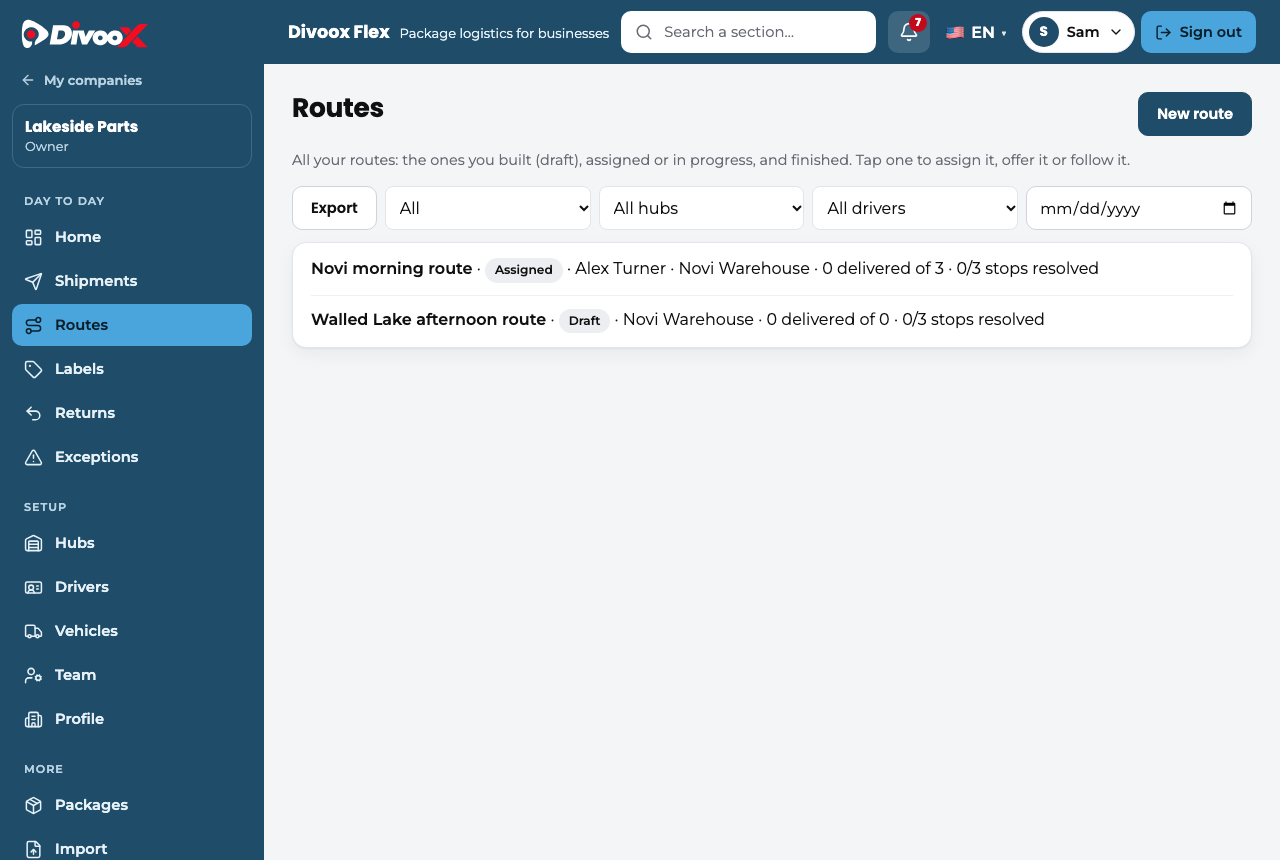 DivooX
Divoox Flex Package logistics for businesses
Search a section...
7
EN
S Sam
Sign out
My companies
Lakeside Parts
Owner
DAY TO DAY
Home
Shipments
Routes
Labels
Returns
Exceptions
SETUP
Hubs
Drivers
Vehicles
Team
Profile
MORE
Packages
Import
Routes
New route
All your routes: the ones you built (draft), assigned or in progress, and finished. Tap one to assign it, offer it or follow it.
Export All All hubs All drivers mm/dd/yyyy
Novi morning route · Assigned · Alex Turner · Novi Warehouse · 0 delivered of 3 · 0/3 stops resolved
Walled Lake afternoon route · Draft · Novi Warehouse · 0 delivered of 0 · 0/3 stops resolved